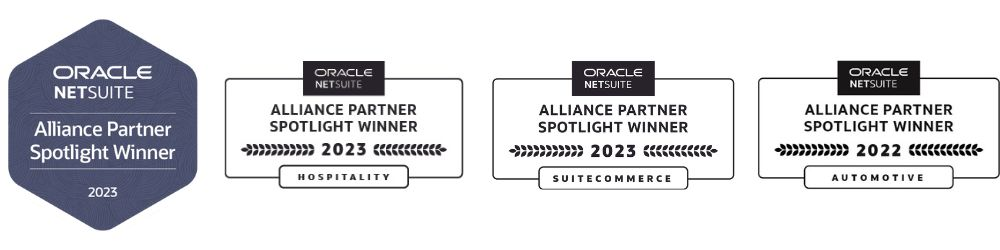 ORACLE
NETSUITE
Alliance Partner
Spotlight Winner
2023
ORACLE
NETSUITE
ALLIANCE PARTNER
SPOTLIGHT WINNER
2023
HOSPITALITY
ORACLE
NETSUITE
ALLIANCE PARTNER
SPOTLIGHT WINNER
2023
SUITECOMMERCE
ORACLE
NETSUITE
ALLIANCE PARTNER
SPOTLIGHT WINNER
2022
AUTOMOTIVE